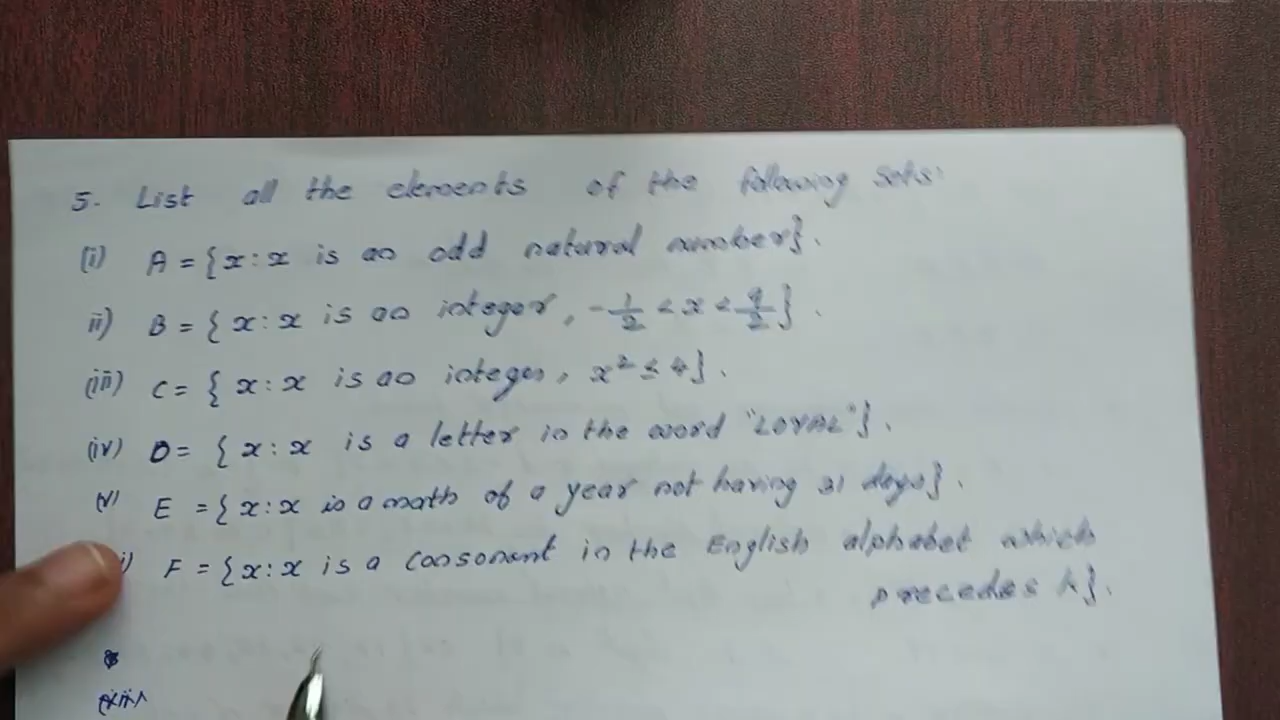 5. List all the elements of the following sets:
(i) A = {x : x is an odd natural number}.
ii) B = {x : x is an integer, -1/2 < x < 9/2}.
(iii) C = {x : x is an integer, x² ≤ 4}.
(iv) D = {x : x is a letter in the word "LOYAL"}.
(v) E = {x : x is a month of a year not having 31 days}.
i) F = {x : x is a consonant in the English alphabet which
precedes k}.